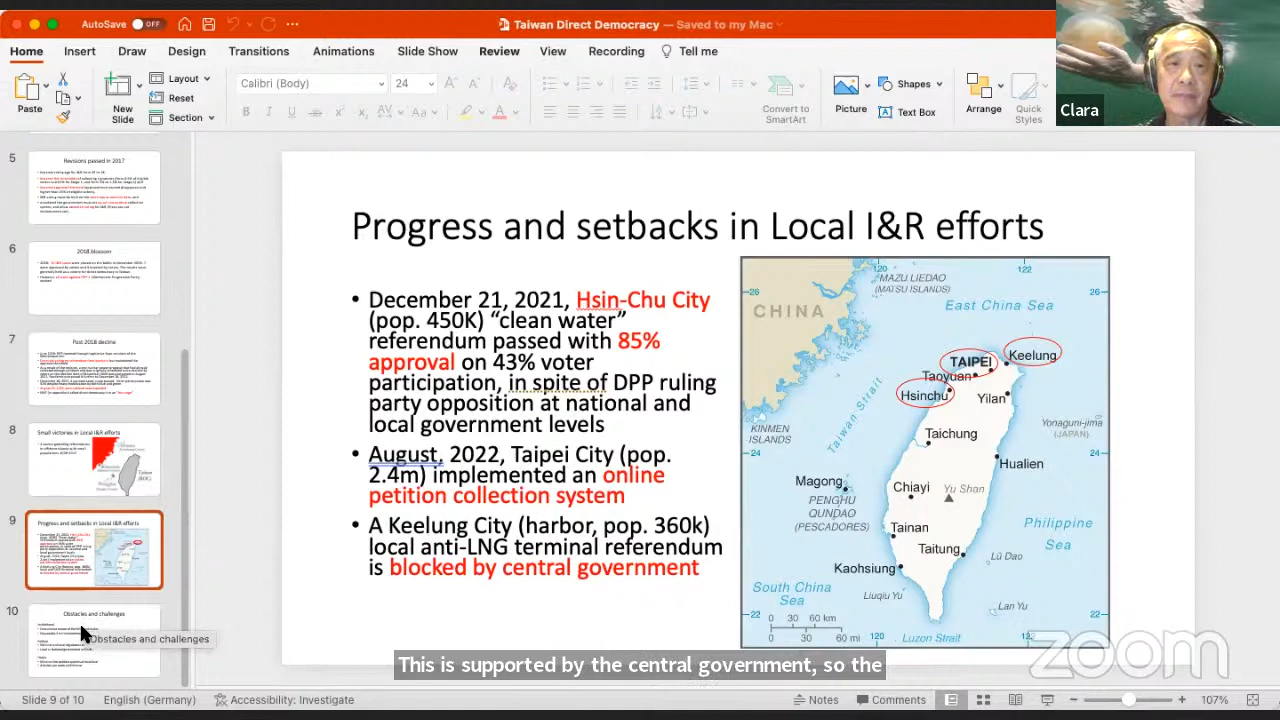 AutoSave OFF
Taiwan Direct Democracy — Saved to my Mac
Home Insert Draw Design Transitions Animations Slide Show Review View Recording Tell me
Paste
New
Slide
Layout
Reset
Section
Calibri (Body) 24
Convert to
SmartArt
Picture
Shapes
Text Box
Arrange
Quick
Styles
Clara
5
Revisions passed in 2017
6
2018 blossom
7
Post 2018 decline
8
Small victories in Local I&R efforts
9
Progress and setbacks in Local I&R efforts
10
Obstacles and challenges
Obstacles and challenges
Progress and setbacks in Local I&R efforts
• December 21, 2021, Hsin-Chu City
(pop. 450K) “clean water”
referendum passed with 85%
approval on 43% voter
participation, in spite of DPP ruling
party opposition at national and
local government levels
• August, 2022, Taipei City (pop.
2.4m) implemented an online
petition collection system
• A Keelung City (harbor, pop. 360k)
local anti-LNG terminal referendum
is blocked by central government
120 122
MAZU LIEDAO
(MATSU ISLANDS)
26 26
East China Sea
CHINA
TAIPEI
Keelung
Taoyuan
Hsinchu
Yilan
Taiwan Strait
KINMEN
ISLANDS
Yonaguni-jima
(JAPAN)
Taichung
24 24
Hualien
Magong
Chiayi
Yu Shan
PENGHU
QUNDAO
(PESCADORES)
Tainan
Philippine
Sea
Taitung
Lü Dao
Kaohsiung
South China
Sea
Liuqiu Yu
Lan Yu
22 22
0 30 60 km
0 30 60 mi
120
Luzon Strait
zoom
This is supported by the central government, so the
Slide 9 of 10 English (Germany) Accessibility: Investigate Notes Comments 107%